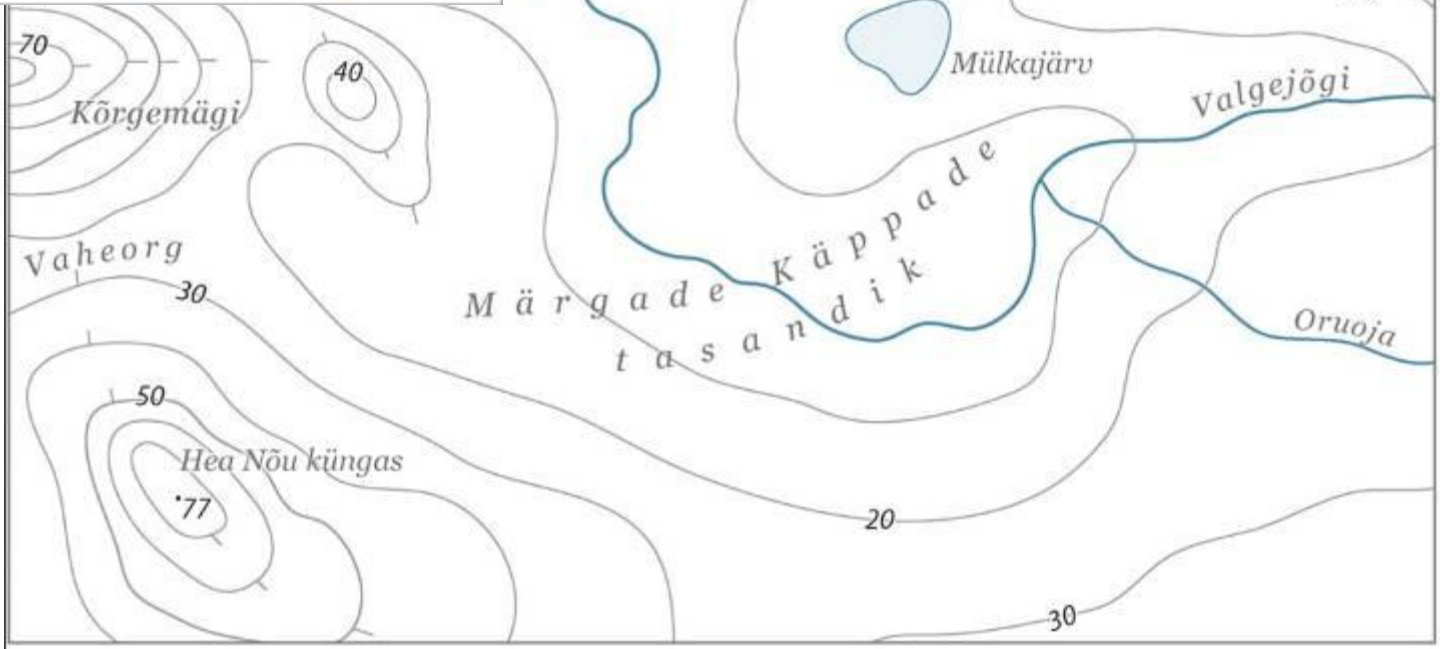 70
40
Mülkajärv
Valgejõgi
Kõrgemägi
Vaheorg
30
Märgade Käppade
tasandik
Oruoja
50
Hea Nõu küngas
77
20
30